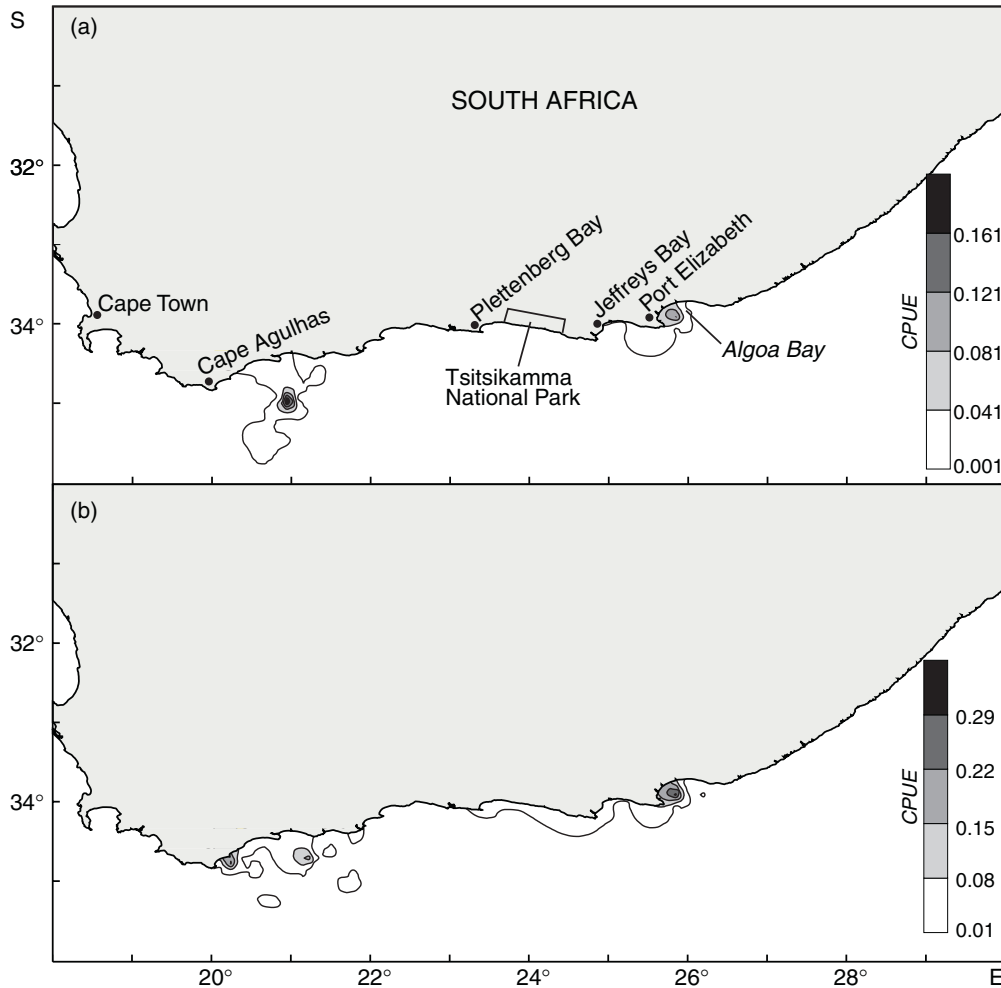 S
(a)
SOUTH AFRICA
32°
34°
Cape Town
Cape Agulhas
Plettenberg Bay
Jeffreys Bay
Port Elizabeth
Algoa Bay
Tsitsikamma
National Park
CPUE
0.161
0.121
0.081
0.041
0.001
(b)
32°
34°
CPUE
0.29
0.22
0.15
0.08
0.01
20° 22° 24° 26° 28° E